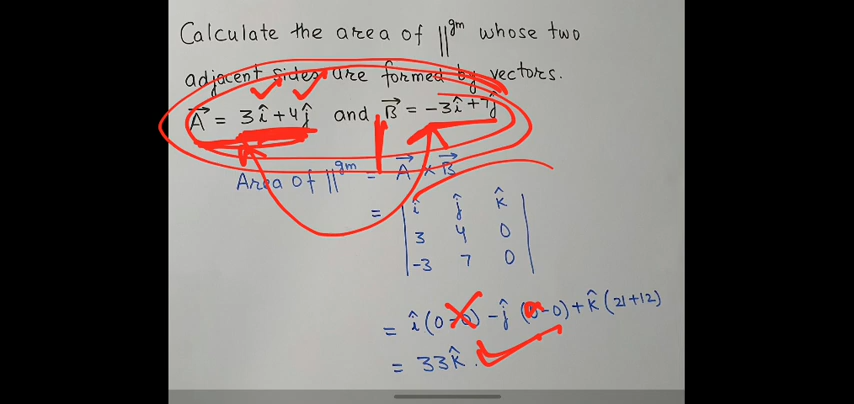 Calculate the area of ||gm whose two
adjacent sides are formed by vectors.
A⃗ = 3î+4ĵ and B⃗ = -3î+7ĵ
Area of ||gm = A⃗ × B⃗
= | î ĵ k̂
3 4 0
-3 7 0 |
= î(0-0) -ĵ (0-0)+k̂(21+12)
= 33k̂.